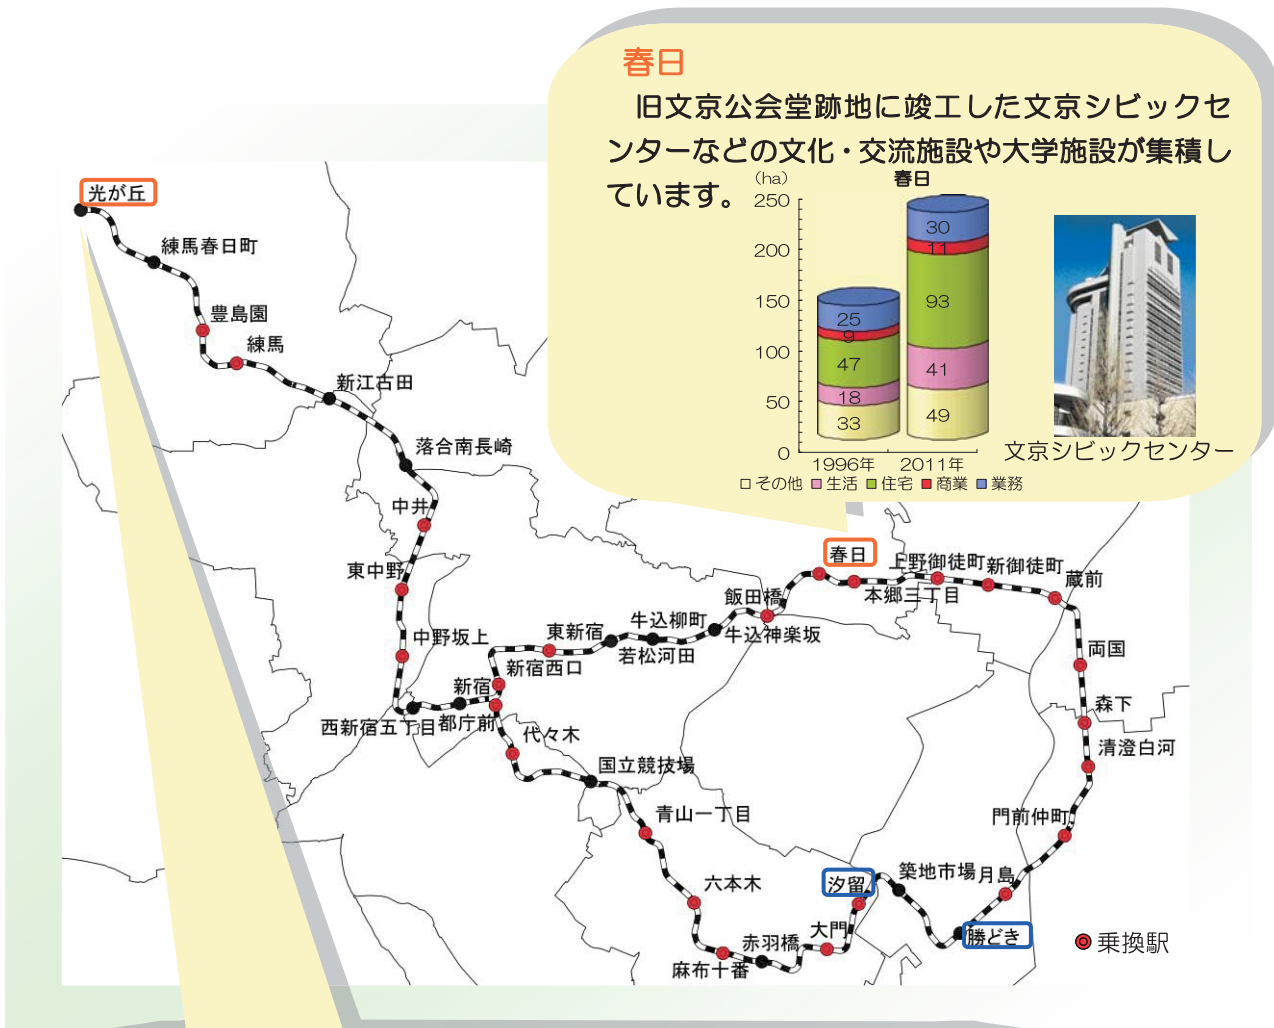 春日
旧文京公会堂跡地に竣工した文京シビックセ
ンターなどの文化・交流施設や大学施設が集積し
ています。
(ha)
春日
250
200
150
100
50
0
30
11
93
41
49
25
9
47
18
33
1996年
2011年
その他 生活 住宅 商業 業務
文京シビックセンター
光が丘
練馬春日町
豊島園
練馬
新江古田
落合南長崎
中井
東中野
中野坂上
西新宿五丁目
都庁前
新宿
新宿西口
東新宿
若松河田
牛込柳町
牛込神楽坂
飯田橋
春日
本郷三丁目
上野御徒町
新御徒町
蔵前
両国
森下
清澄白河
門前仲町
月島
勝どき
築地市場
汐留
大門
赤羽橋
麻布十番
六本木
青山一丁目
国立競技場
代々木
乗換駅